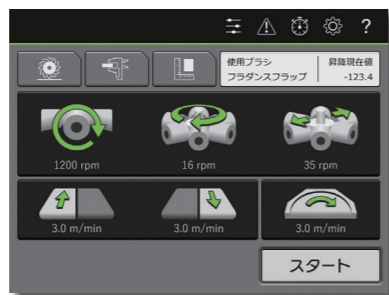 ?
使用ブラシ
フラダンスフラップ
昇降現在値
-123.4
1200 rpm
16 rpm
35 rpm
3.0 m/min
3.0 m/min
3.0 m/min
スタート